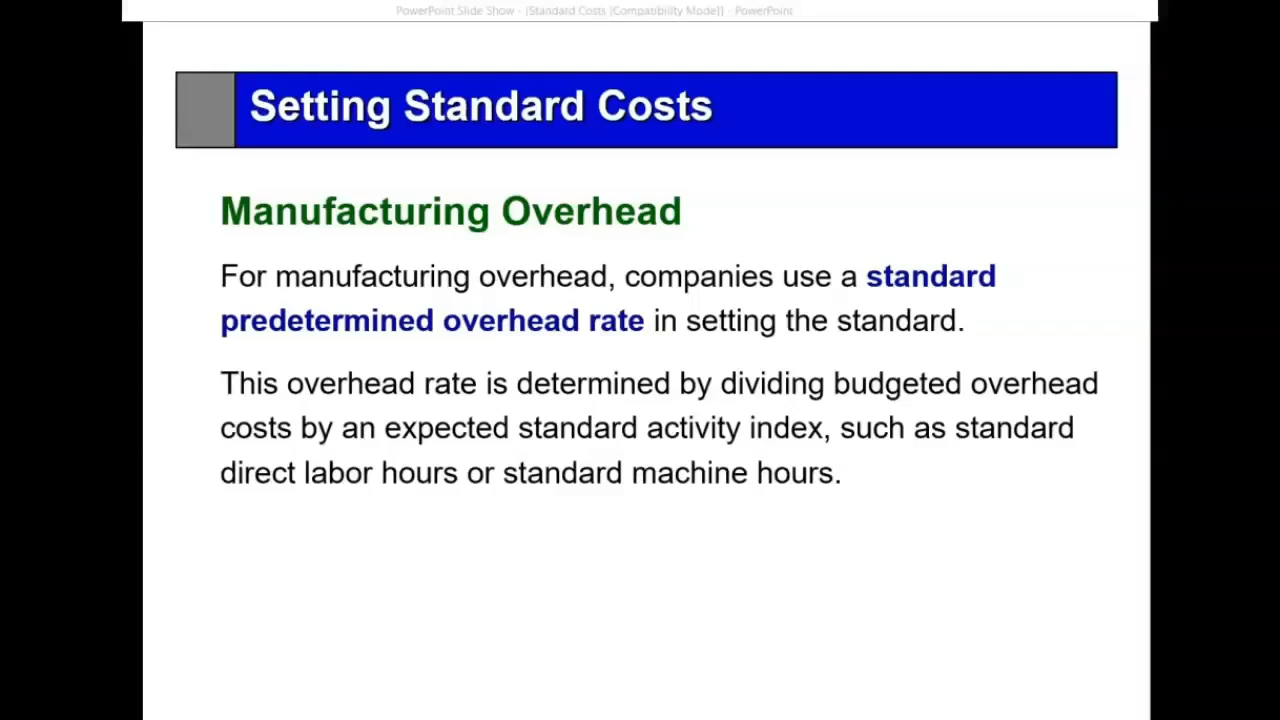 PowerPoint Slide Show - [Standard Costs [Compatibility Mode]] - PowerPoint
Setting Standard Costs
Manufacturing Overhead
For manufacturing overhead, companies use a standard
predetermined overhead rate in setting the standard.
This overhead rate is determined by dividing budgeted overhead
costs by an expected standard activity index, such as standard
direct labor hours or standard machine hours.